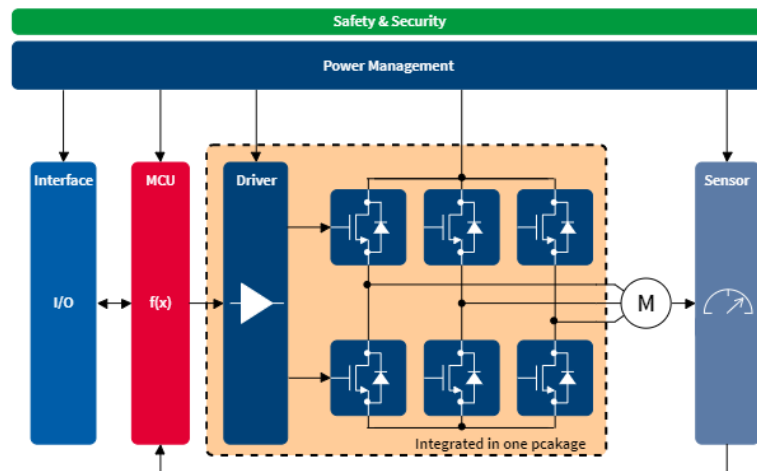 Safety & Security
Power Management
Interface
MCU
Driver
Sensor
I/O
f(x)
M
Integrated in one pcakage